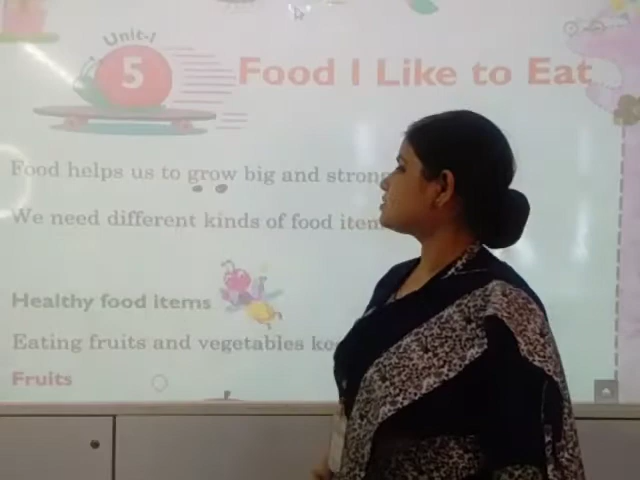 Unit-1
5
Food I Like to Eat
Food helps us to grow big and strong
We need different kinds of food item
Healthy food items
Eating fruits and vegetables
Fruits